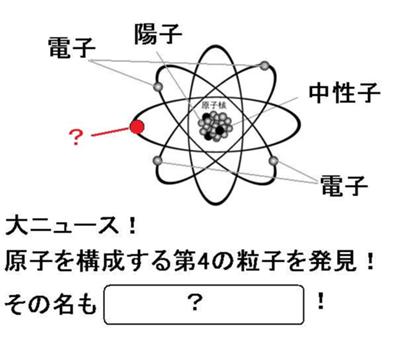 陽子
電子
中性子
原子核
?
電子
大ニュース!
原子を構成する第4の粒子を発見!
その名も ? !